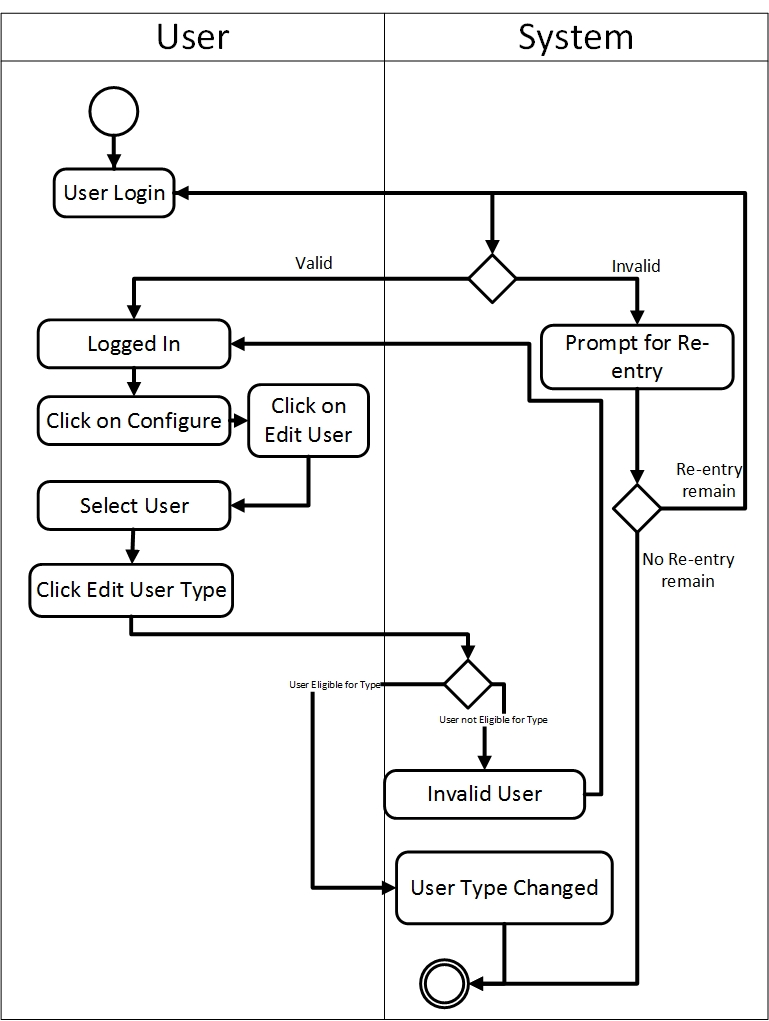 User
System
User Login
Valid
Invalid
Logged In
Prompt for Re-
entry
Click on Configure
Click on
Edit User
Re-entry
remain
Select User
No Re-entry
remain
Click Edit User Type
User Eligible for Type
User not Eligible for Type
Invalid User
User Type Changed